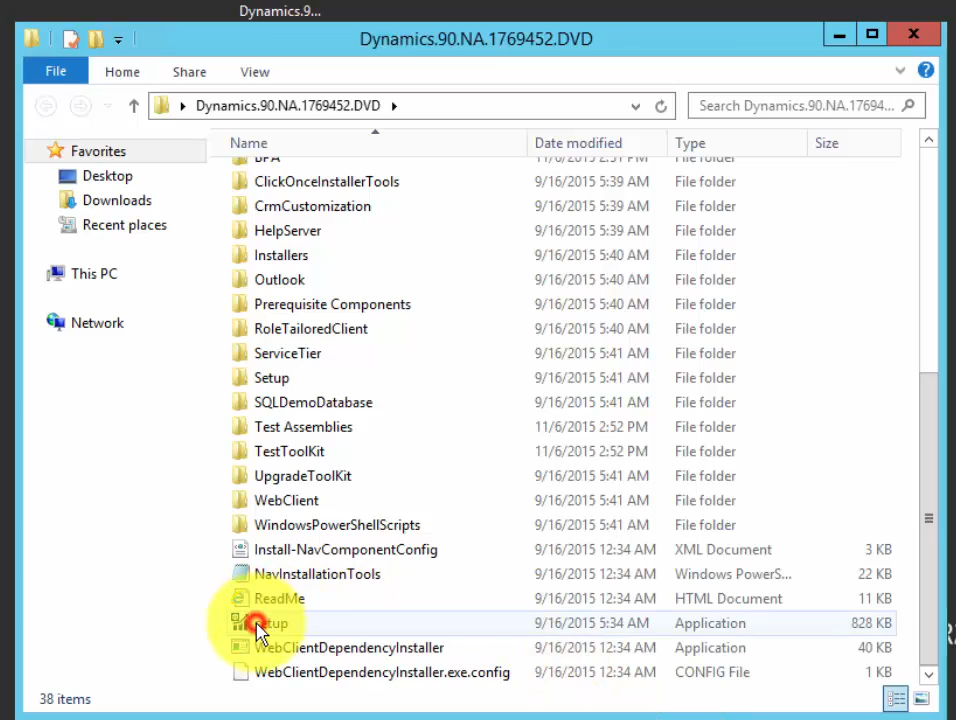 Dynamics.9...
Dynamics.90.NA.1769452.DVD
File Home Share View
Dynamics.90.NA.1769452.DVD
Search Dynamics.90.NA.17694...
Name Date modified Type Size
Favorites
Desktop
Downloads
Recent places
This PC
Network
BPA 11/6/2015 2:51 PM File folder
ClickOnceInstallerTools 9/16/2015 5:39 AM File folder
CrmCustomization 9/16/2015 5:39 AM File folder
HelpServer 9/16/2015 5:39 AM File folder
Installers 9/16/2015 5:40 AM File folder
Outlook 9/16/2015 5:40 AM File folder
Prerequisite Components 9/16/2015 5:40 AM File folder
RoleTailoredClient 9/16/2015 5:40 AM File folder
ServiceTier 9/16/2015 5:41 AM File folder
Setup 9/16/2015 5:41 AM File folder
SQLDemoDatabase 9/16/2015 5:41 AM File folder
Test Assemblies 11/6/2015 2:52 PM File folder
TestToolKit 11/6/2015 2:52 PM File folder
UpgradeToolKit 9/16/2015 5:41 AM File folder
WebClient 9/16/2015 5:41 AM File folder
WindowsPowerShellScripts 9/16/2015 5:41 AM File folder
Install-NavComponentConfig 9/16/2015 12:34 AM XML Document 3 KB
NavInstallationTools 9/16/2015 12:34 AM Windows PowerS... 22 KB
ReadMe 9/16/2015 12:34 AM HTML Document 11 KB
Setup 9/16/2015 5:34 AM Application 828 KB
WebClientDependencyInstaller 9/16/2015 12:34 AM Application 40 KB
WebClientDependencyInstaller.exe.config 9/16/2015 12:34 AM CONFIG File 1 KB
38 items